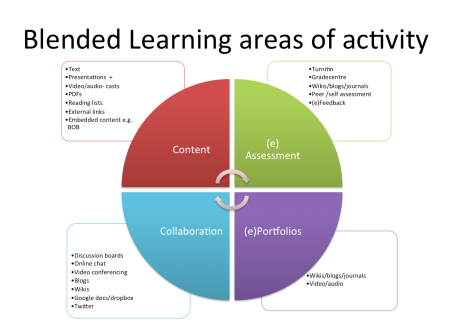 Blended Learning areas of activity
•Text
•Presentations +
•Video/audio- casts
•PDFs
•Reading lists
•External links
•Embedded content e.g.
BOB
•Turnitin
•Gradecentre
•Wikis/blogs/journals
•Peer /self assessment
•(e)Feedback
Content
(e)
Assessment
Collaboration
(e)Portfolios
•Discussion boards
•Online chat
•Video conferencing
•Blogs
•Wikis
•Google docs/dropbox
•Twitter
•Wikis/blogs/journals
•Video/audio